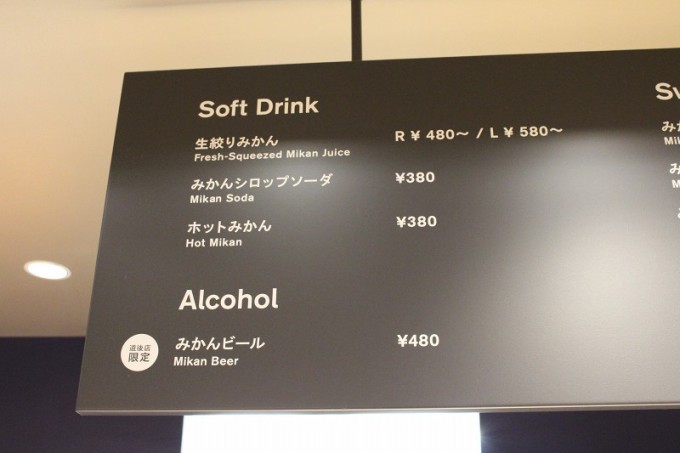 Soft Drink
生絞りみかん R ¥ 480〜 / L ¥ 580〜
Fresh-Squeezed Mikan Juice
みかんシロップソーダ ¥380
Mikan Soda
ホットみかん ¥380
Hot Mikan
Alcohol
道後店
限定
みかんビール ¥480
Mikan Beer